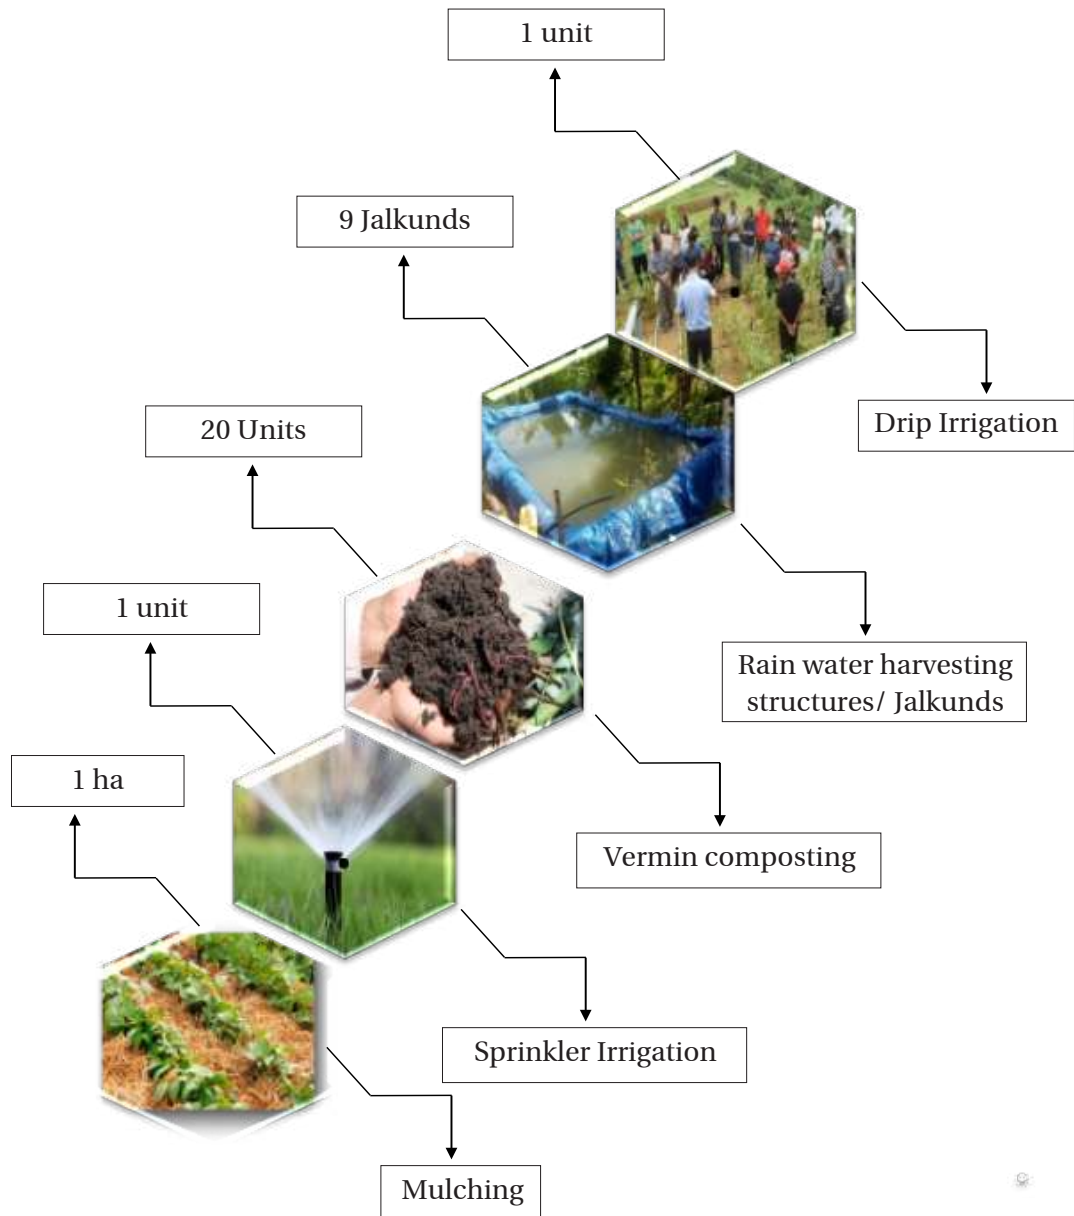 1 unit
9 Jalkunds
Drip Irrigation
20 Units
1 unit
Rain water harvesting
structures/ Jalkunds
1 ha
Vermin composting
Sprinkler Irrigation
Mulching